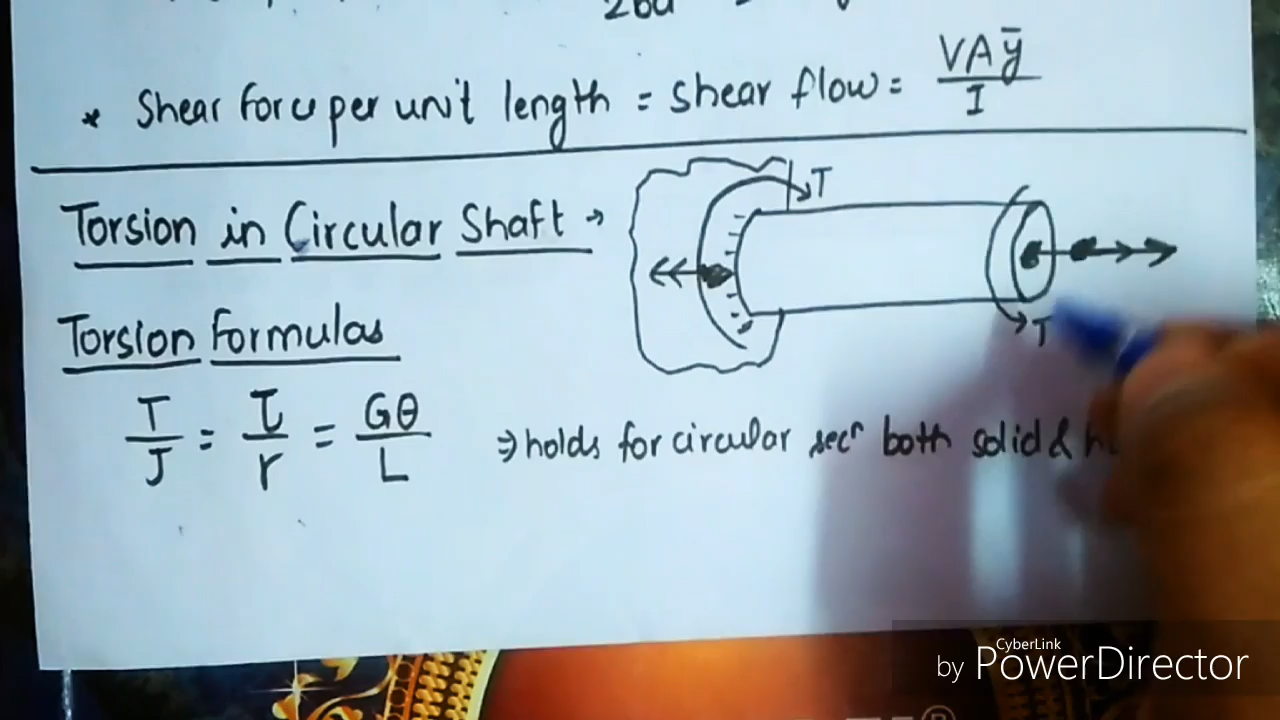 * Shear Force per unit length = Shear flow = VAȳ / I
Torsion in Circular Shaft →
T
T
Torsion formulas
T/J = τ/r = Gθ/L ⇒ holds for circular secⁿ both solid &
CyberLink
by PowerDirector